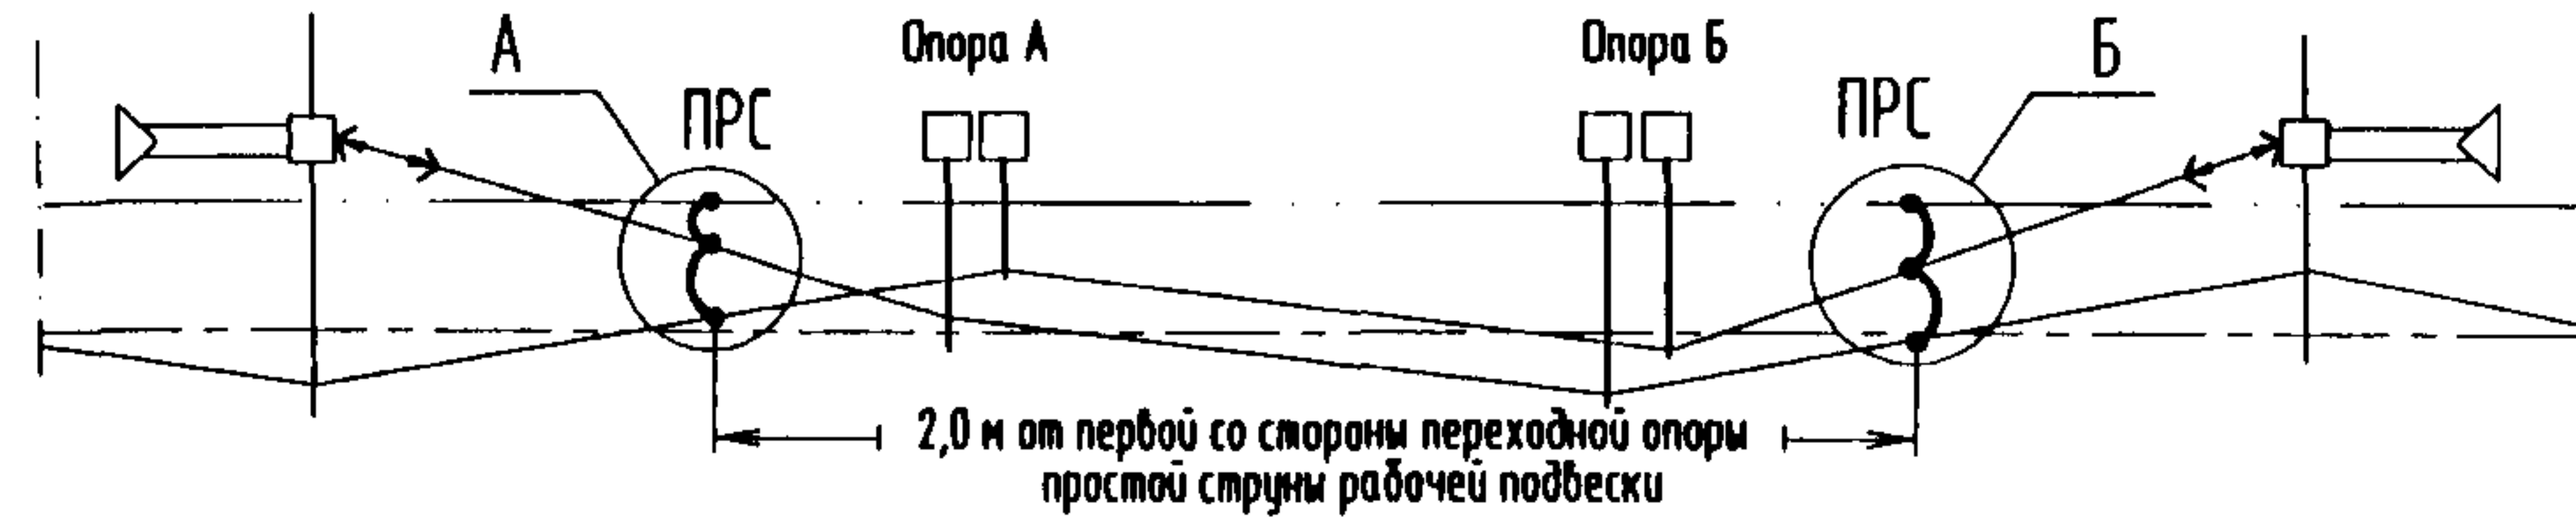 А
ПРС
Опора А
Опора Б
ПРС
Б
2,0 м от первой со стороны переходной опоры
простой струны рабочей подвески